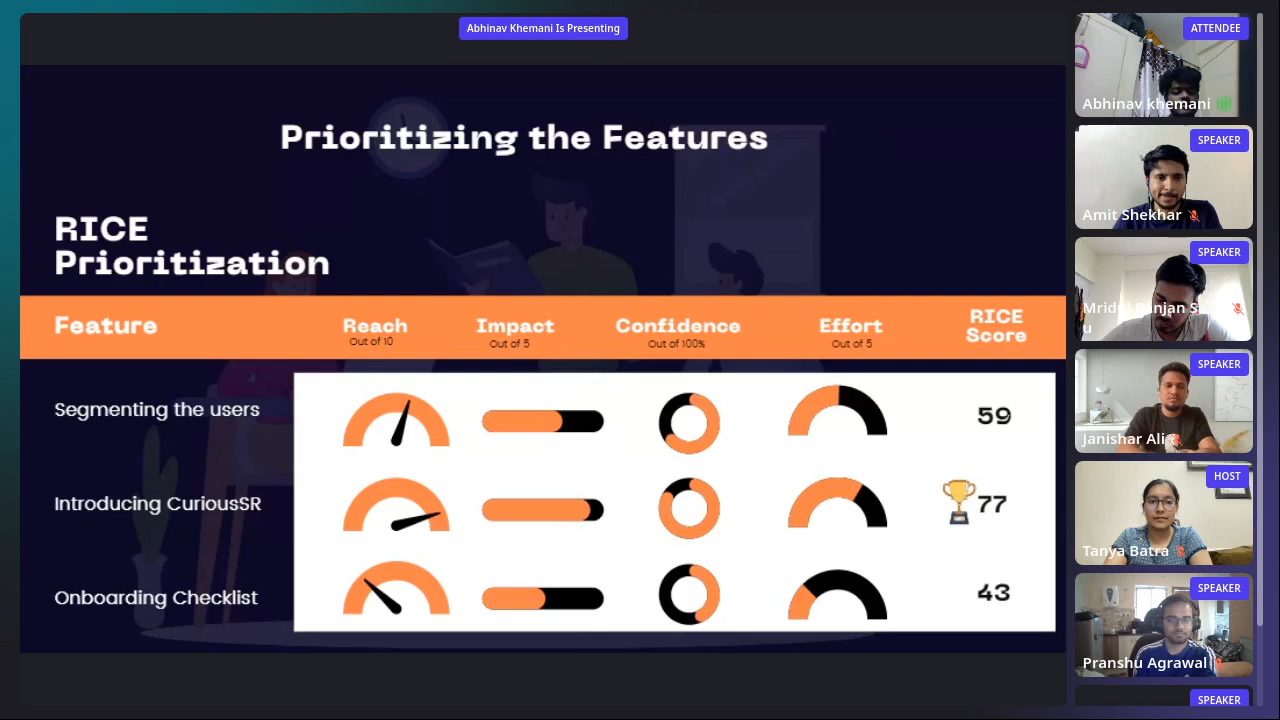 Abhinav Khemani Is Presenting
Prioritizing the Features
RICE
Prioritization
Feature
Reach
Out of 10
Impact
Out of 5
Confidence
Out of 100%
Effort
Out of 5
RICE
Score
Segmenting the users
59
Introducing CuriousSR
77
Onboarding Checklist
43
ATTENDEE
Abhinav khemani
SPEAKER
Amit Shekhar
SPEAKER
Ranjan
u
SPEAKER
Janishar Ali
HOST
Tanya Batra
SPEAKER
Pranshu Agrawal
SPEAKER